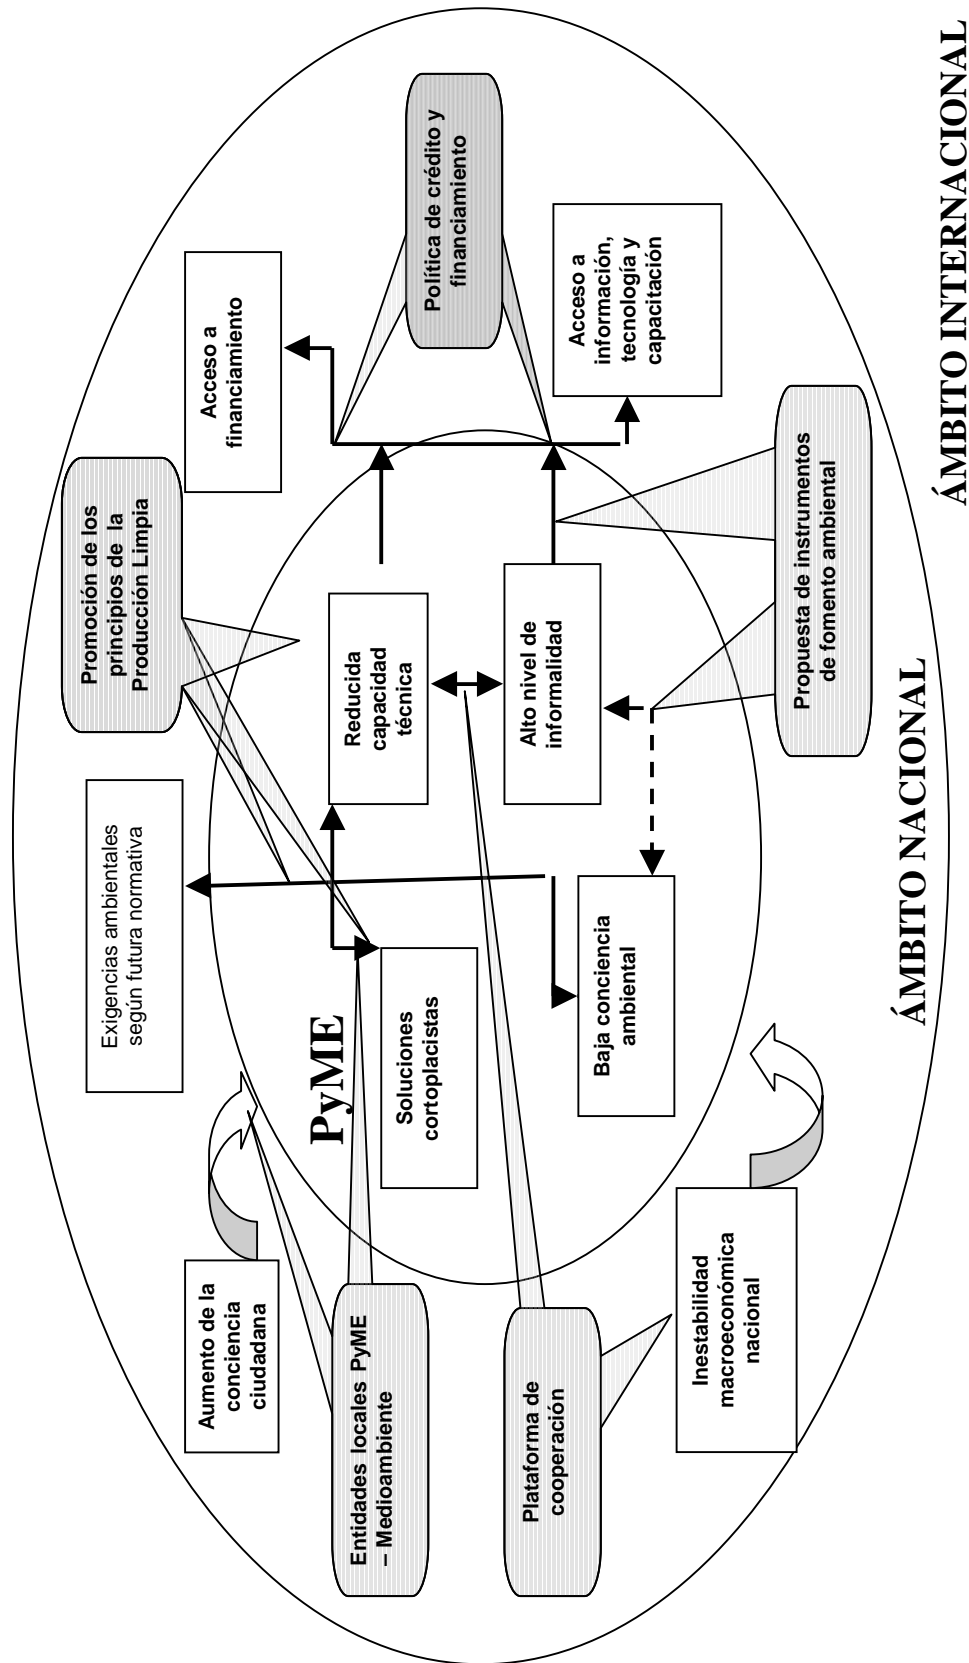 Aumento de la
conciencia
ciudadana
Exigencias ambientales
según futura normativa
Promoción de los
principios de la
Producción Limpia
Acceso a
financiamiento
Entidades locales PyME
– Medioambiente
PyME
Soluciones
cortoplacistas
Reducida
capacidad
técnica
Política de crédito y
financiamiento
Plataforma de
cooperación
Baja conciencia
ambiental
Alto nivel de
informalidad
Acceso a
información,
tecnología y
capacitación
Inestabilidad
macroeconómica
nacional
Propuesta de instrumentos
de fomento ambiental
ÁMBITO NACIONAL
ÁMBITO INTERNACIONAL